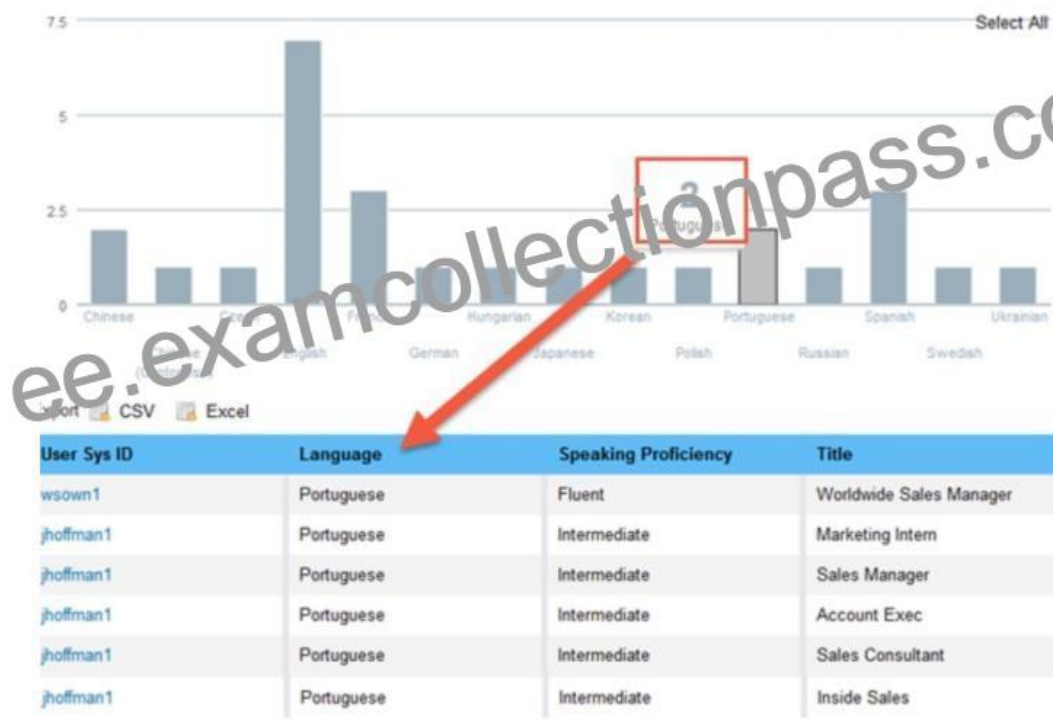 7.5
Select All
5
2.5
2
Portuguese
0
Chinese Hungarian Korean Portuguese Spanish Ukrainian
English German Japanese Polish Russian Swedish
ee.examcollectionpass.co
CSV Excel
User Sys ID Language Speaking Proficiency Title
wsown1 Portuguese Fluent Worldwide Sales Manager
jhoffman1 Portuguese Intermediate Marketing Intern
jhoffman1 Portuguese Intermediate Sales Manager
jhoffman1 Portuguese Intermediate Account Exec
jhoffman1 Portuguese Intermediate Sales Consultant
jhoffman1 Portuguese Intermediate Inside Sales